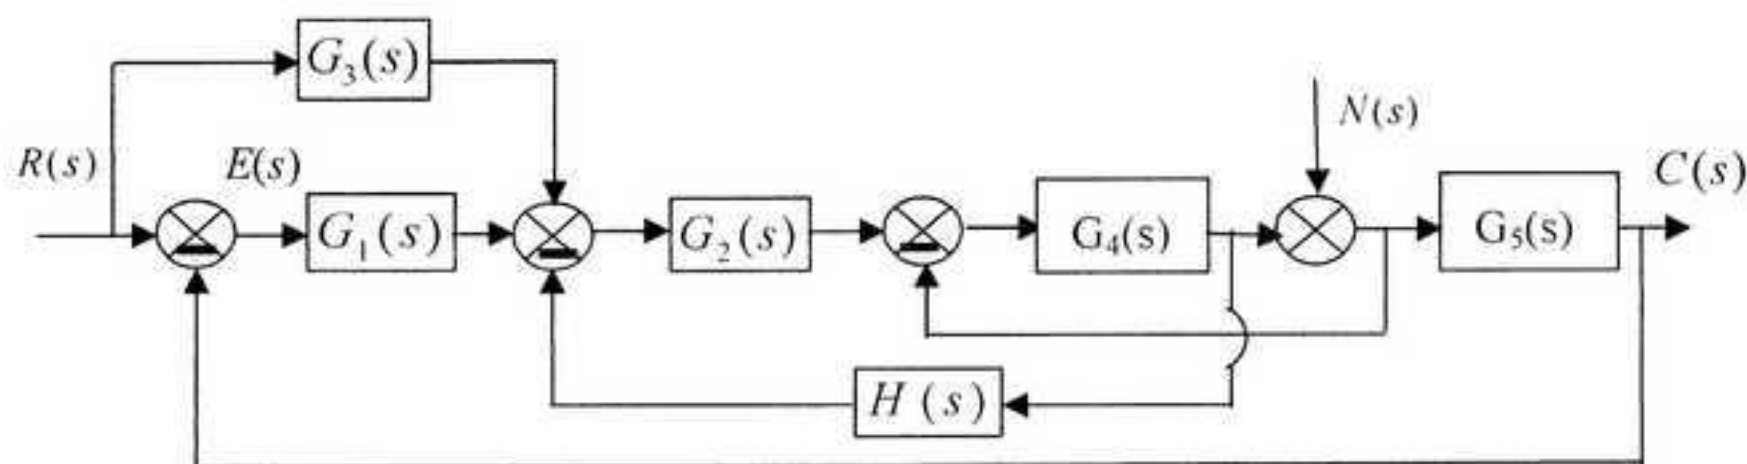 G₃(s)
N(s)
R(s)
E(s)
C(s)
G₁(s)
G₂(s)
G₄(s)
G₅(s)
H (s)